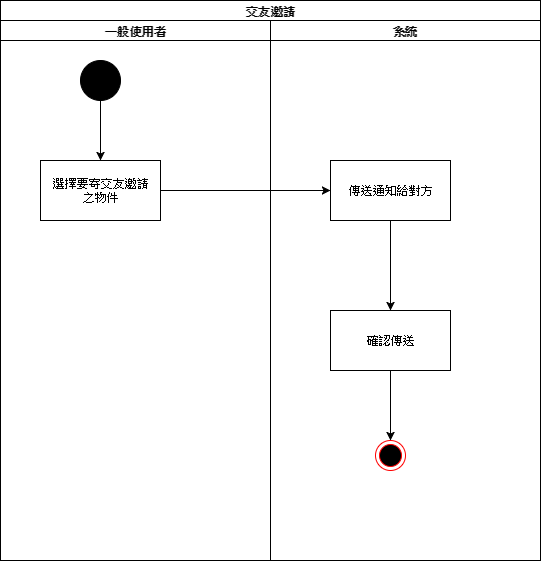 交友邀請
一般使用者
系統
選擇要寄交友邀請
之物件
傳送通知給對方
確認傳送